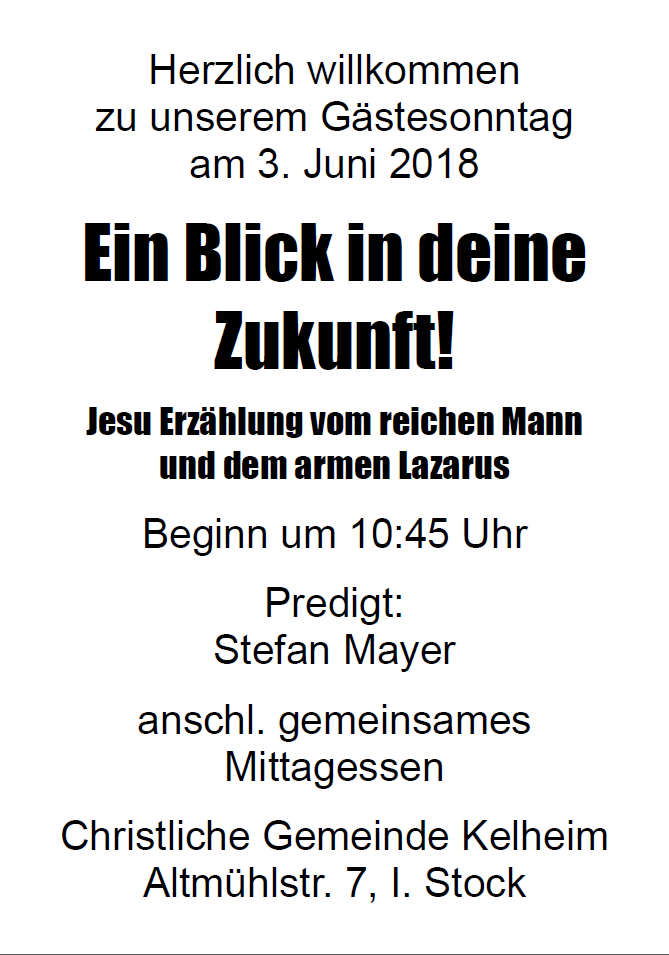 Herzlich willkommen
zu unserem Gästesonntag
am 3. Juni 2018
Ein Blick in deine
Zukunft!
Jesu Erzählung vom reichen Mann
und dem armen Lazarus
Beginn um 10:45 Uhr
Predigt:
Stefan Mayer
anschl. gemeinsames
Mittagessen
Christliche Gemeinde Kelheim
Altmühlstr. 7, I. Stock